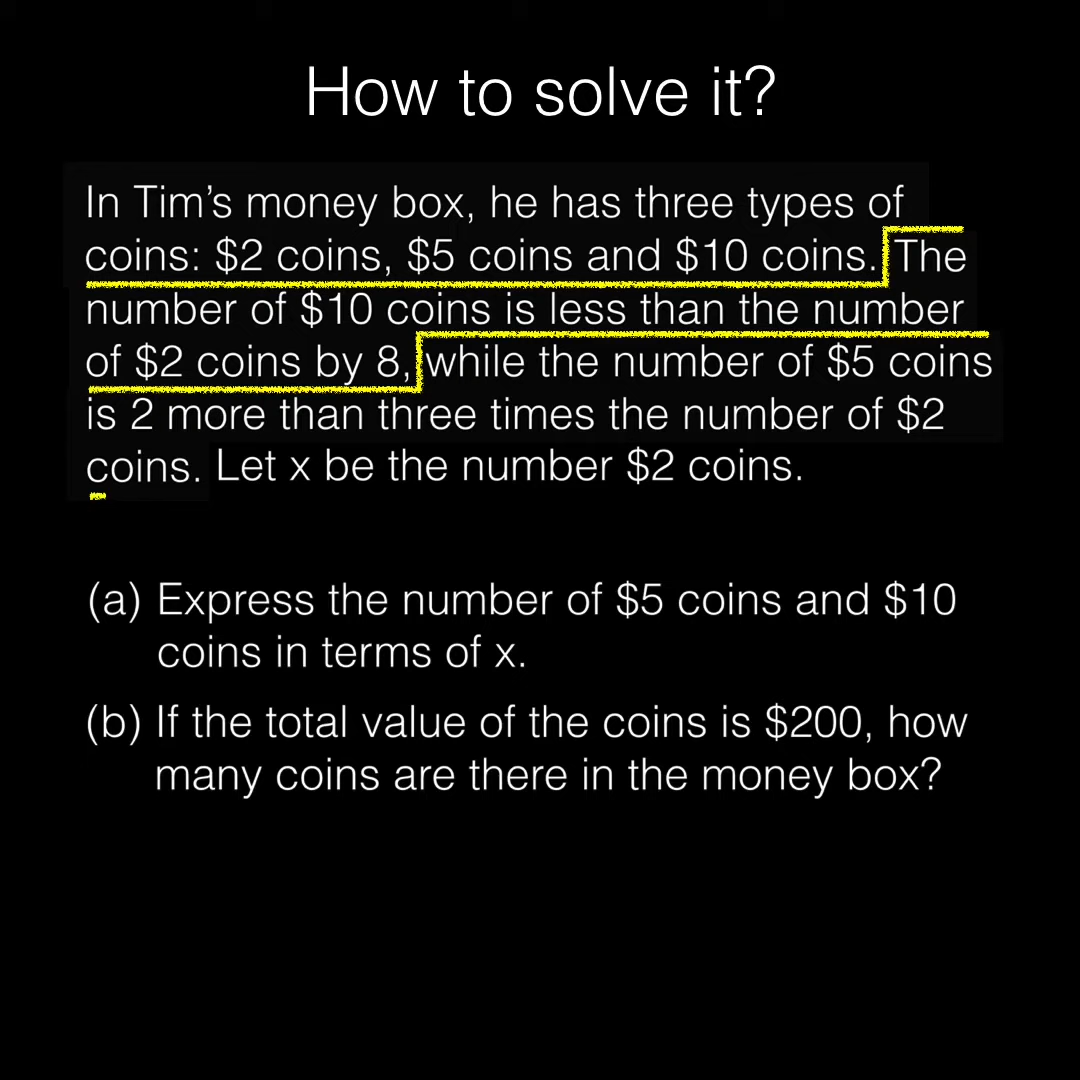 How to solve it?
In Tim’s money box, he has three types of
coins: $2 coins, $5 coins and $10 coins. The
number of $10 coins is less than the number
of $2 coins by 8, while the number of $5 coins
is 2 more than three times the number of $2
coins. Let x be the number $2 coins.
(a) Express the number of $5 coins and $10
coins in terms of x.
(b) If the total value of the coins is $200, how
many coins are there in the money box?